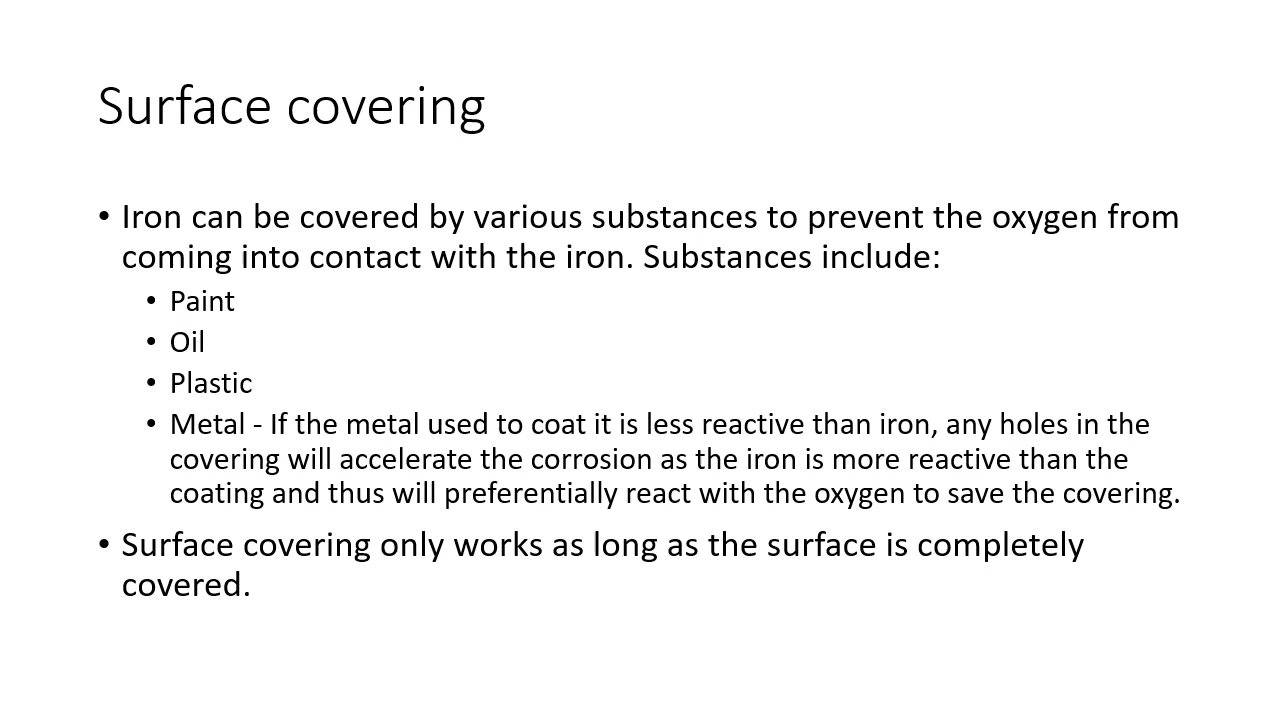 Surface covering
• Iron can be covered by various substances to prevent the oxygen from
coming into contact with the iron. Substances include:
• Paint
• Oil
• Plastic
• Metal - If the metal used to coat it is less reactive than iron, any holes in the
covering will accelerate the corrosion as the iron is more reactive than the
coating and thus will preferentially react with the oxygen to save the covering.
• Surface covering only works as long as the surface is completely
covered.